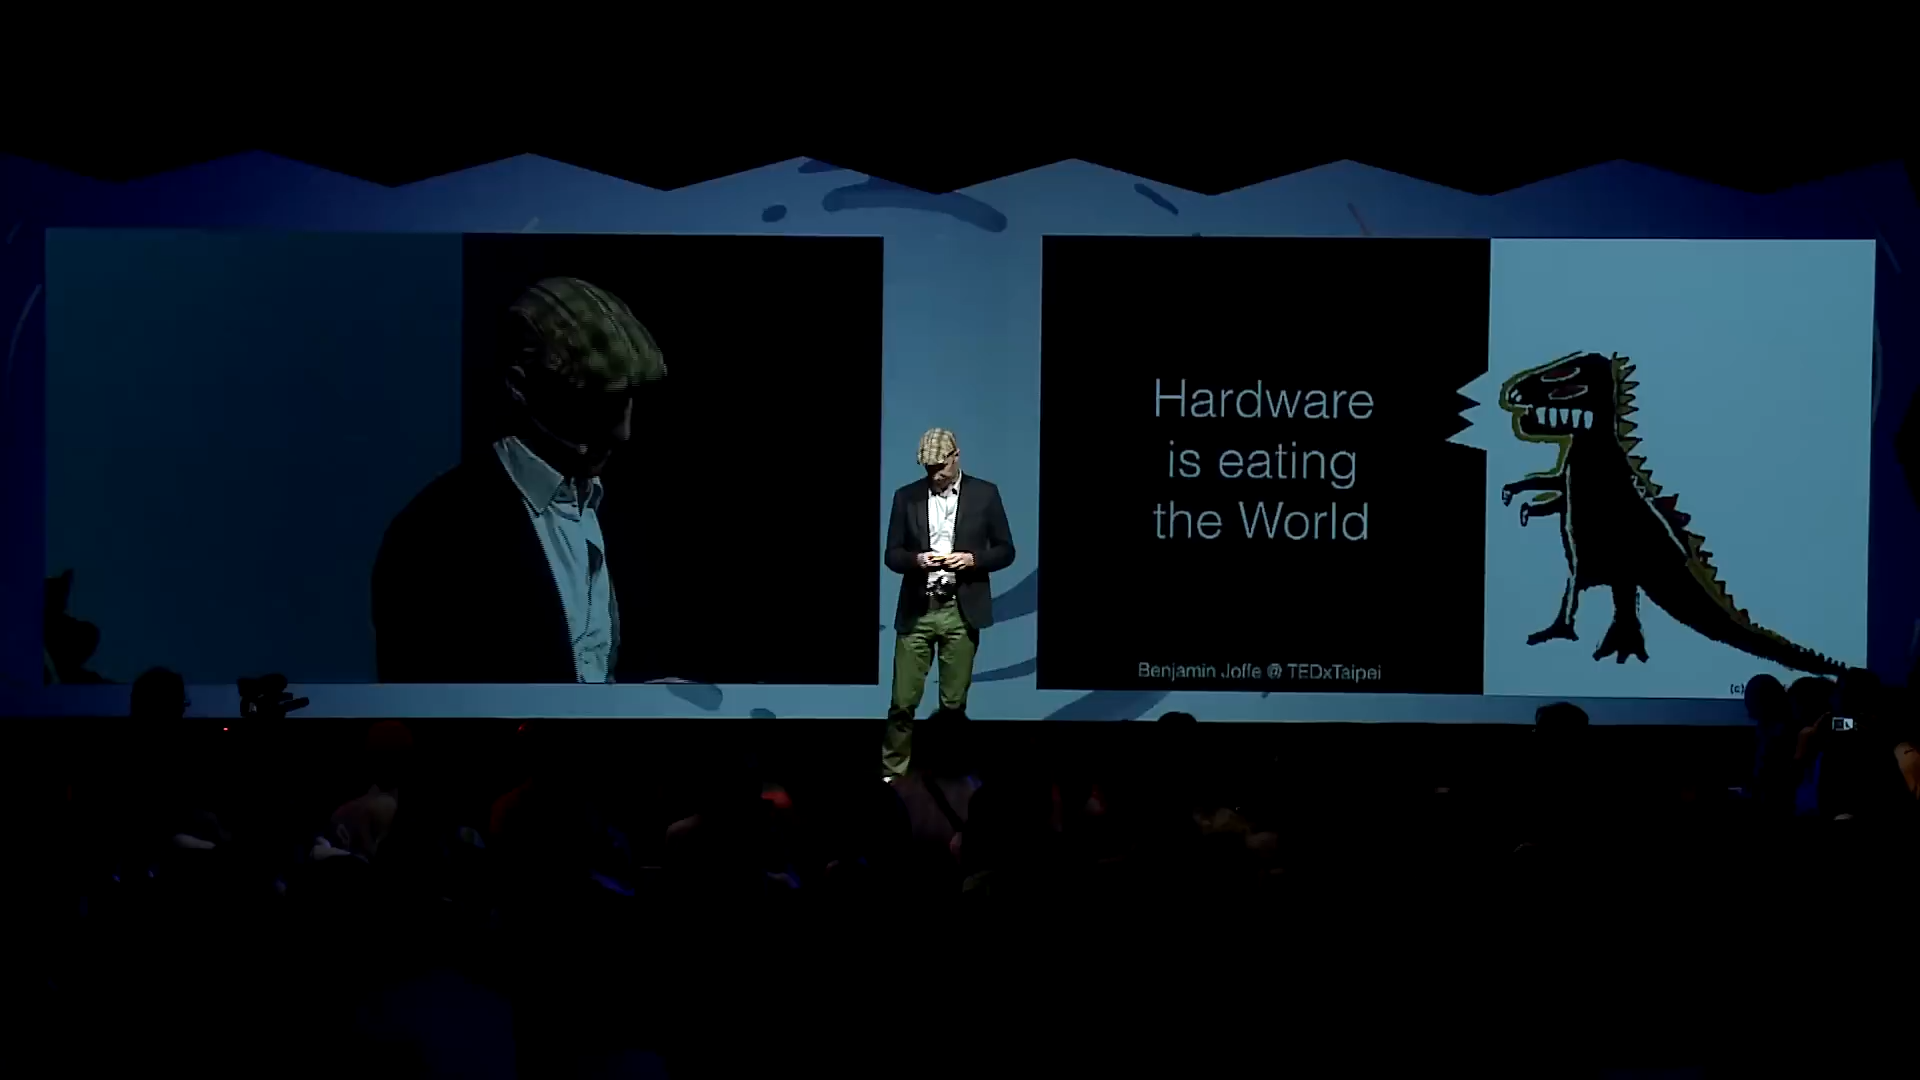 Hardware
is eating
the World
Benjamin Joffe @ TEDxTaipei
(c)